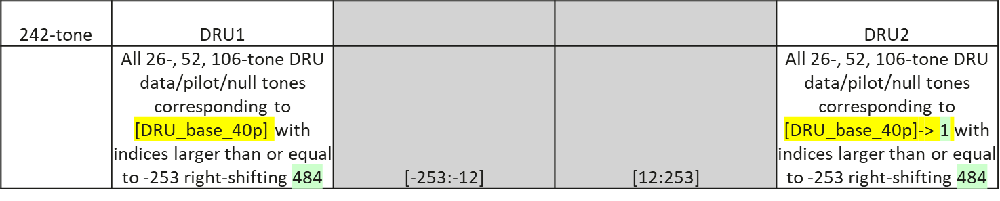 242-tone
DRU1
DRU2
All 26-, 52, 106-tone DRU
data/pilot/null tones
corresponding to
[DRU_base_40p] with
indices larger than or equal
to -253 right-shifting 484
[-253:-12]
[12:253]
All 26-, 52, 106-tone DRU
data/pilot/null tones
corresponding to
[DRU_base_40p]-> 1 with
indices larger than or equal
to -253 right-shifting 484